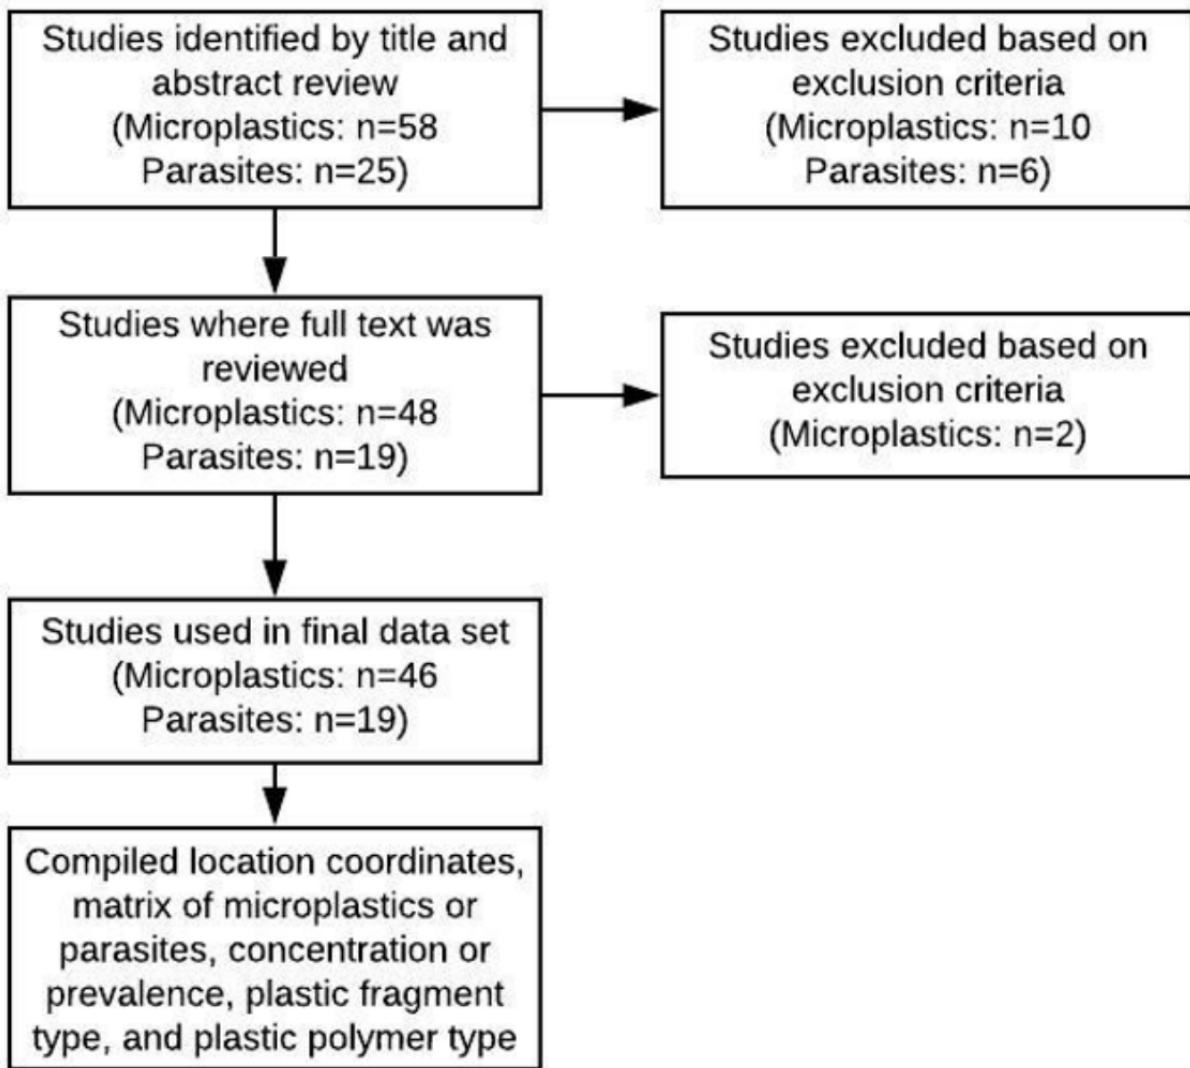 Studies identified by title and
abstract review
(Microplastics: n=58
Parasites: n=25)
Studies excluded based on
exclusion criteria
(Microplastics: n=10
Parasites: n=6)
Studies where full text was
reviewed
(Microplastics: n=48
Parasites: n=19)
Studies excluded based on
exclusion criteria
(Microplastics: n=2)
Studies used in final data set
(Microplastics: n=46
Parasites: n=19)
Compiled location coordinates,
matrix of microplastics or
parasites, concentration or
prevalence, plastic fragment
type, and plastic polymer type